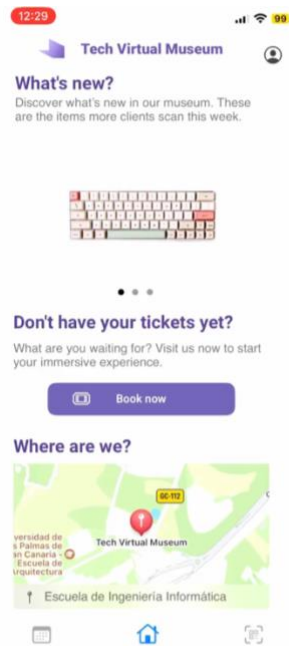 12:29
99
Tech Virtual Museum
What's new?
Discover what's new in our museum. These
are the items more clients scan this week.
Don't have your tickets yet?
What are you waiting for? Visit us now to start
your immersive experience.
Book now
Where are we?
GC-112
Tech Virtual Museum
versidad de
s Palmas de
an Canaria -
Escuela de
rquitectura
Escuela de Ingeniería Informática